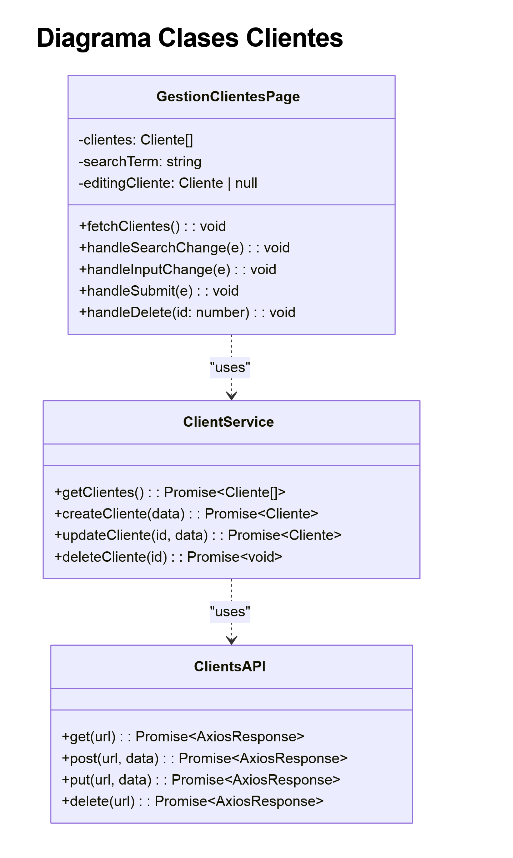 Diagrama Clases Clientes
GestionClientesPage
-clientes: Cliente[]
-searchTerm: string
-editingCliente: Cliente | null
+fetchClientes() : : void
+handleSearchChange(e) : : void
+handleInputChange(e) : : void
+handleSubmit(e) : : void
+handleDelete(id: number) : : void
"uses"
ClientService
+getClientes() : : Promise<Cliente[]>
+createCliente(data) : : Promise<Cliente>
+updateCliente(id, data) : : Promise<Cliente>
+deleteCliente(id) : : Promise<void>
"uses"
ClientsAPI
+get(url) : : Promise<AxiosResponse>
+post(url, data) : : Promise<AxiosResponse>
+put(url, data) : : Promise<AxiosResponse>
+delete(url) : : Promise<AxiosResponse>